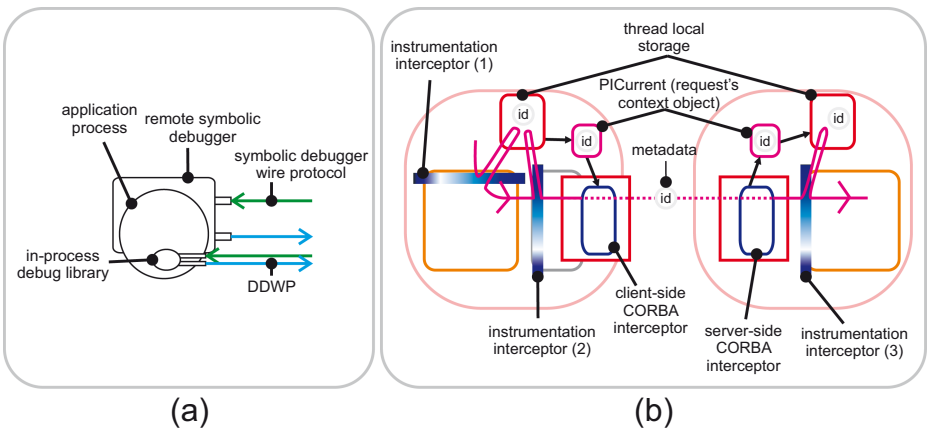 application
process
remote symbolic
debugger
symbolic debugger
wire protocol
in-process
debug library
DDWP
(a)
instrumentation
interceptor (1)
thread local
storage
PICurrent (request's
context object)
id
id
metadata
id
id
id
instrumentation
interceptor (2)
client-side
CORBA
interceptor
server-side
CORBA
interceptor
instrumentation
interceptor (3)
(b)